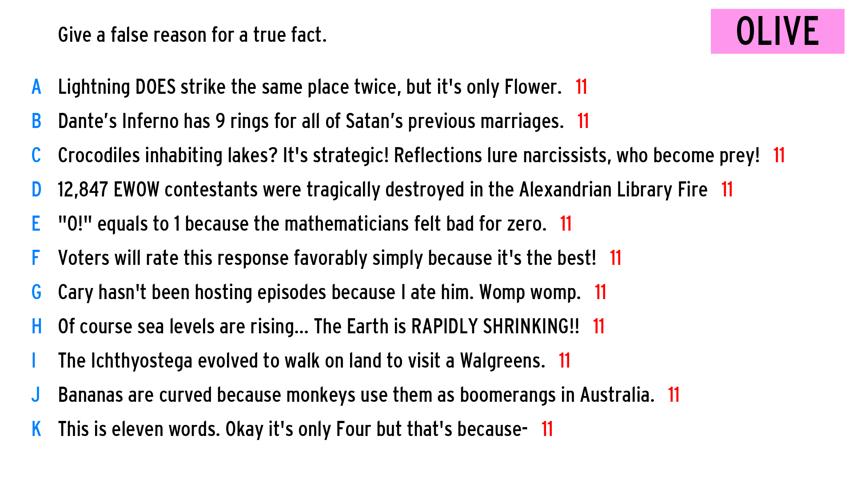 Give a false reason for a true fact.
OLIVE
A Lightning DOES strike the same place twice, but it's only Flower. 11
B Dante’s Inferno has 9 rings for all of Satan’s previous marriages. 11
C Crocodiles inhabiting lakes? It's strategic! Reflections lure narcissists, who become prey! 11
D 12,847 EWOW contestants were tragically destroyed in the Alexandrian Library Fire 11
E "0!" equals to 1 because the mathematicians felt bad for zero. 11
F Voters will rate this response favorably simply because it's the best! 11
G Cary hasn't been hosting episodes because I ate him. Womp womp. 11
H Of course sea levels are rising... The Earth is RAPIDLY SHRINKING!! 11
I The Ichthyostega evolved to walk on land to visit a Walgreens. 11
J Bananas are curved because monkeys use them as boomerangs in Australia. 11
K This is eleven words. Okay it's only Four but that's because- 11